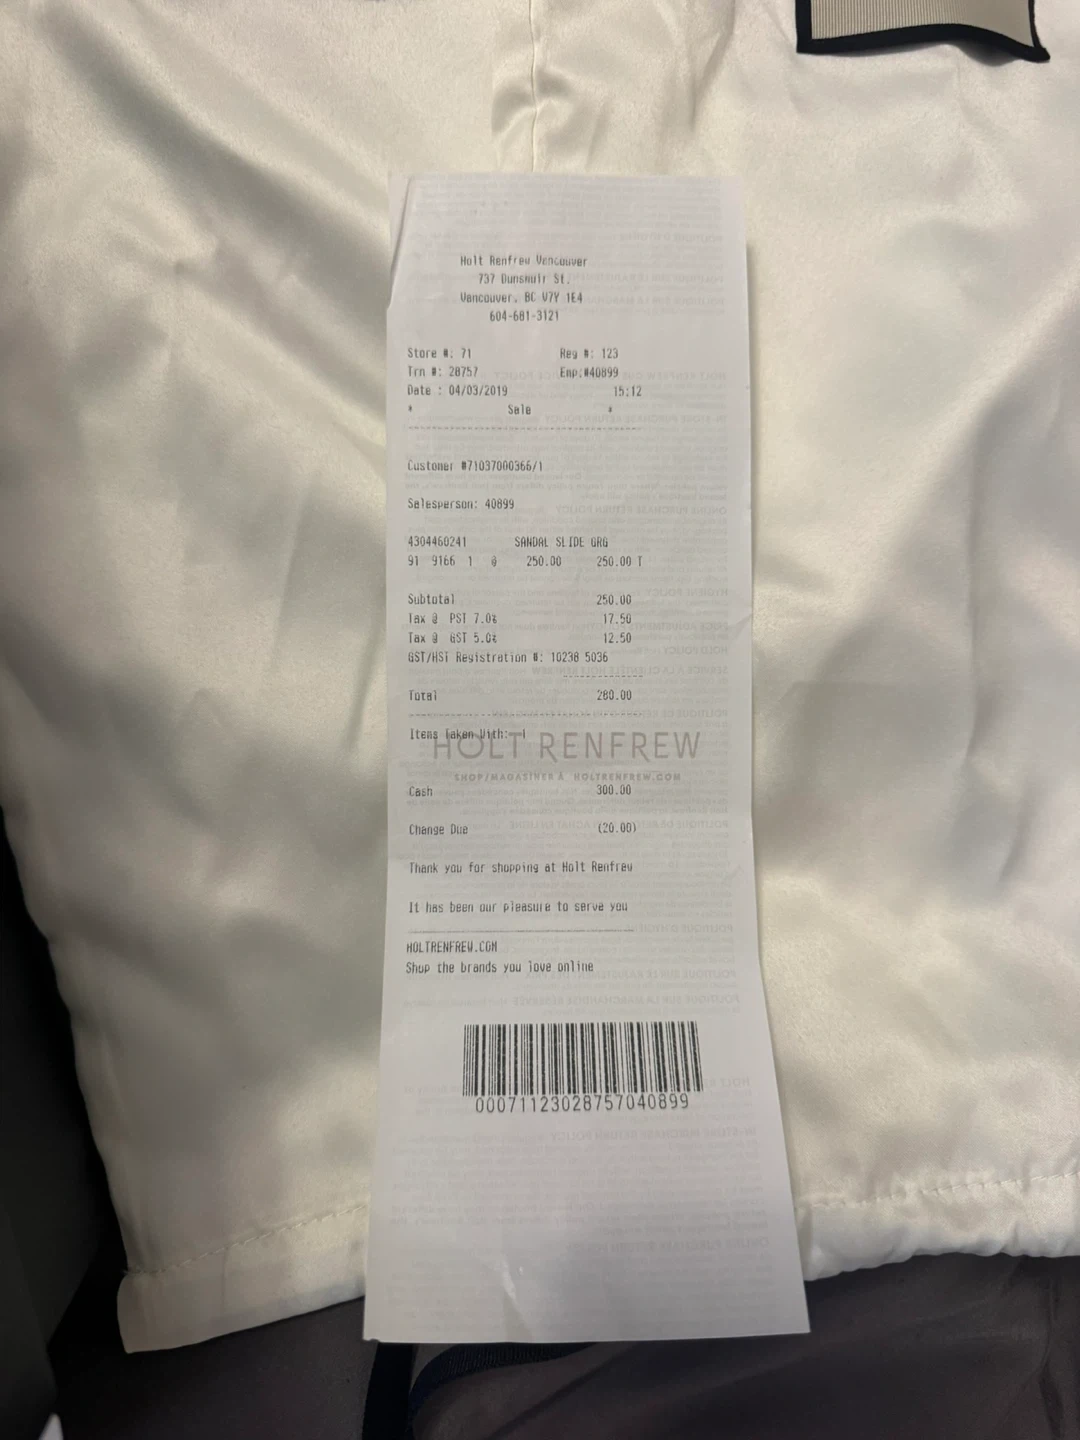 Holt Renfrew Vancouver
737 Dunsmuir St.
Vancouver, BC V7Y 1E4
604-681-3121
Store #: 71 Reg #: 123
Trn #: 28757 Emp:#40899
Date : 04/03/2019 15:12
* Sale *
Customer #71037000366/1
Salesperson: 40899
4304460241 SANDAL SLIDE GRG
91 9166 1 @ 250.00 250.00 T
Subtotal 250.00
Tax @ PST 7.0% 17.50
Tax @ GST 5.0% 12.50
GST/HST Registration #: 10238 5036
Total 280.00
Items Taken With: 1
HOLT RENFREW
SHOP/MAGASINER À HOLTRENFREW.COM
Cash 300.00
Change Due (20.00)
Thank you for shopping at Holt Renfrew
It has been our pleasure to serve you
HOLTRENFREW.COM
Shop the brands you love online
00071123028757040899